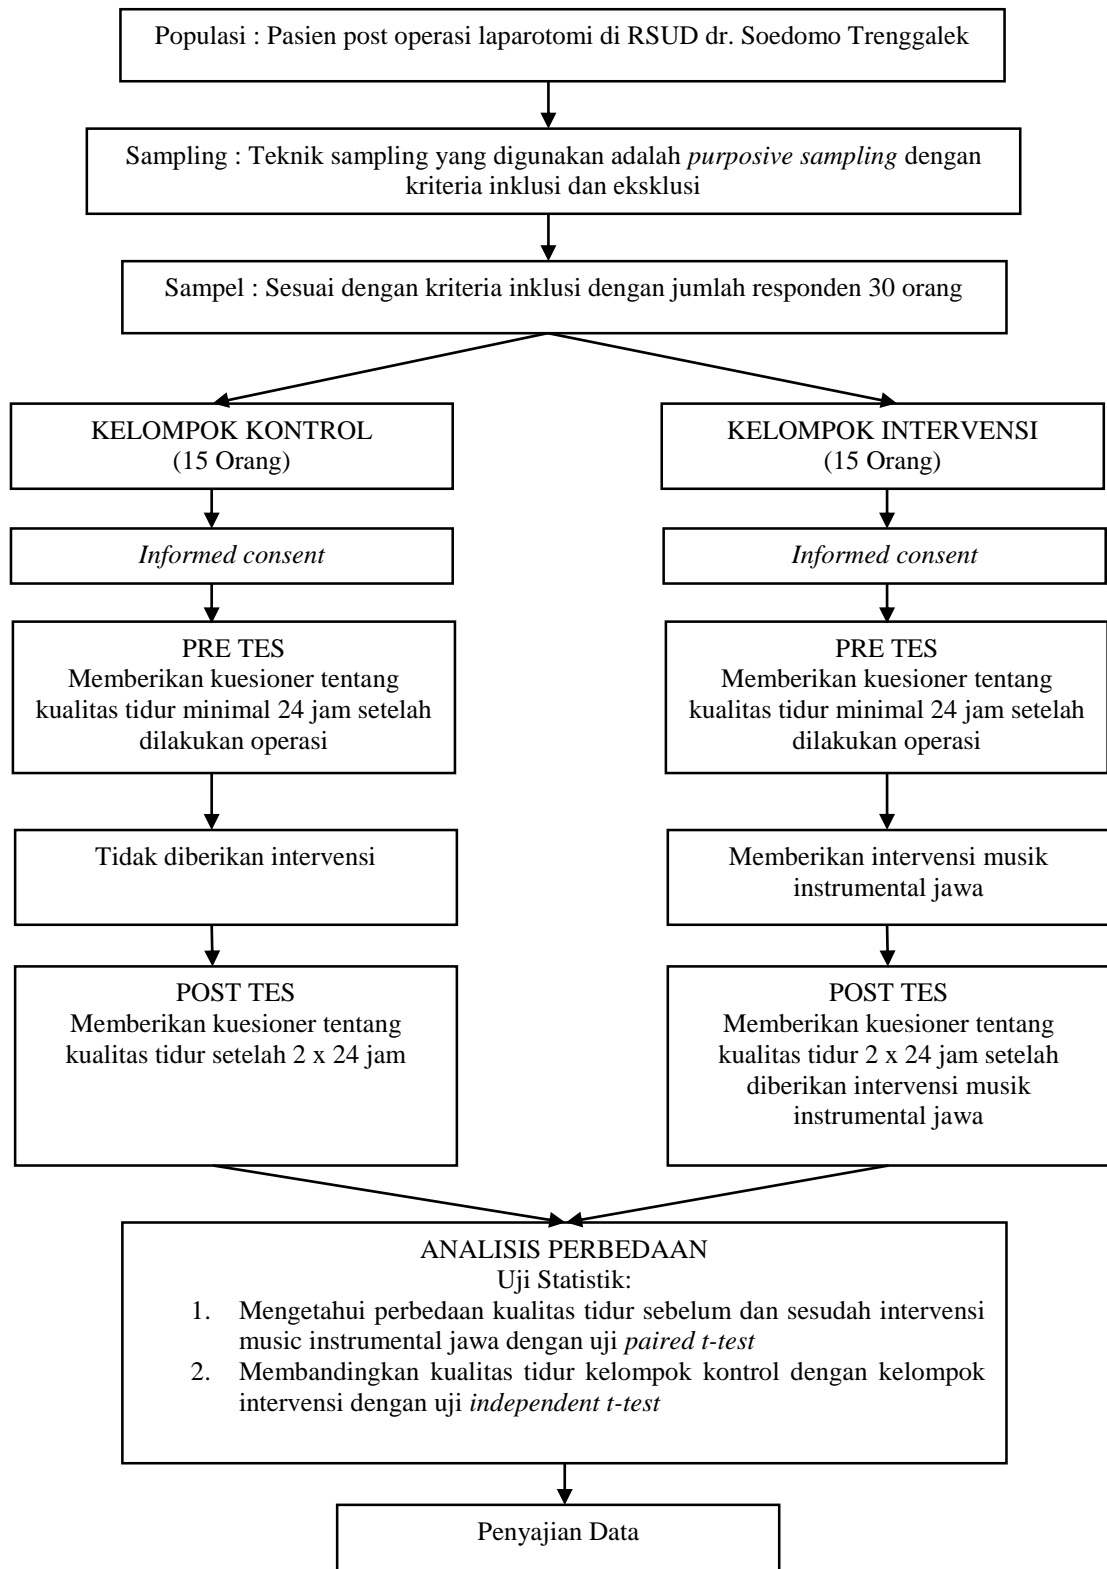 Populasi : Pasien post operasi laparotomi di RSUD dr. Soedomo Trenggalek
Sampling : Teknik sampling yang digunakan adalah purposive sampling dengan
kriteria inklusi dan eksklusi
Sampel : Sesuai dengan kriteria inklusi dengan jumlah responden 30 orang
KELOMPOK KONTROL
(15 Orang)
Informed consent
PRE TES
Memberikan kuesioner tentang
kualitas tidur minimal 24 jam setelah
dilakukan operasi
Tidak diberikan intervensi
POST TES
Memberikan kuesioner tentang
kualitas tidur setelah 2 x 24 jam
KELOMPOK INTERVENSI
(15 Orang)
Informed consent
PRE TES
Memberikan kuesioner tentang
kualitas tidur minimal 24 jam setelah
dilakukan operasi
Memberikan intervensi musik
instrumental jawa
POST TES
Memberikan kuesioner tentang
kualitas tidur 2 x 24 jam setelah
diberikan intervensi musik
instrumental jawa
ANALISIS PERBEDAAN
Uji Statistik:
1. Mengetahui perbedaan kualitas tidur sebelum dan sesudah intervensi
music instrumental jawa dengan uji paired t-test
2. Membandingkan kualitas tidur kelompok kontrol dengan kelompok
intervensi dengan uji independent t-test
Penyajian Data